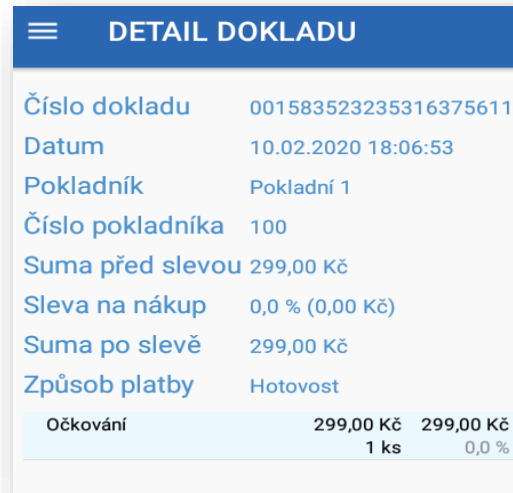 DETAIL DOKLADU
Číslo dokladu 001583523235316375611
Datum 10.02.2020 18:06:53
Pokladník Pokladní 1
Číslo pokladníka 100
Suma před slevou 299,00 Kč
Sleva na nákup 0,0 % (0,00 Kč)
Suma po slevě 299,00 Kč
Způsob platby Hotovost
Očkování 299,00 Kč 299,00 Kč
1 ks 0,0 %